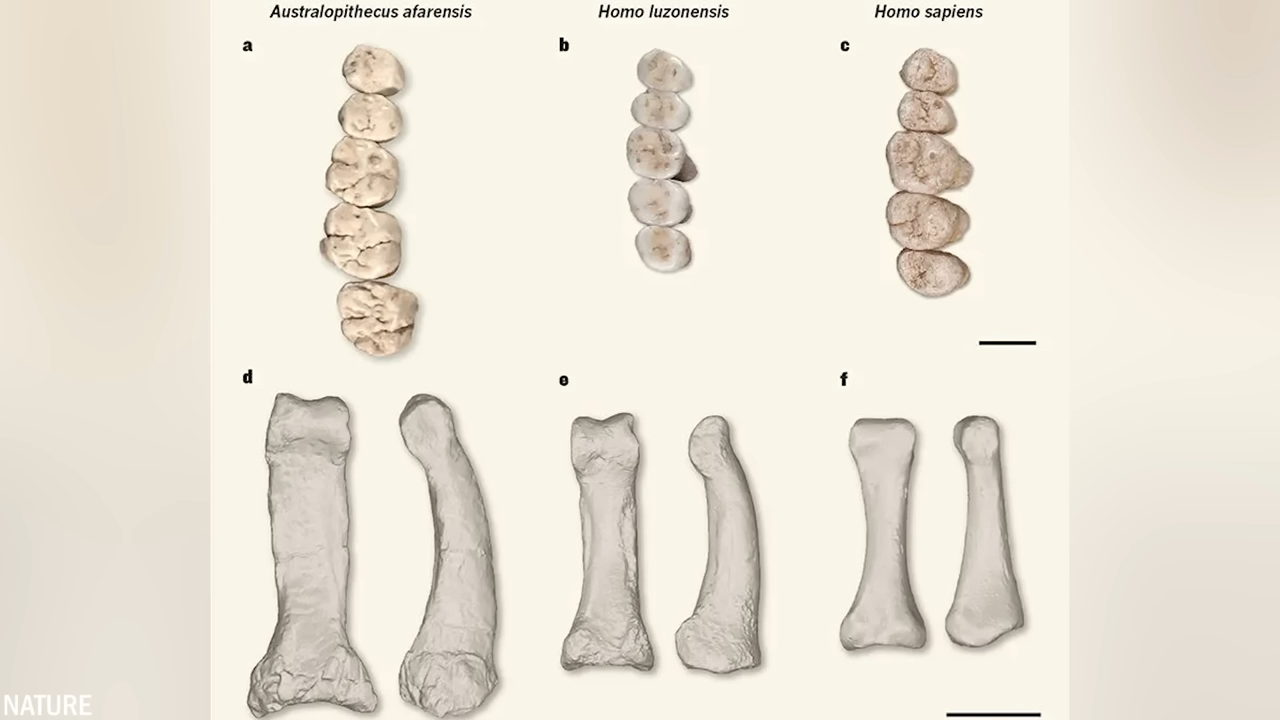 Australopithecus afarensis
Homo luzonensis
Homo sapiens
a
b
c
d
e
f
NATURE